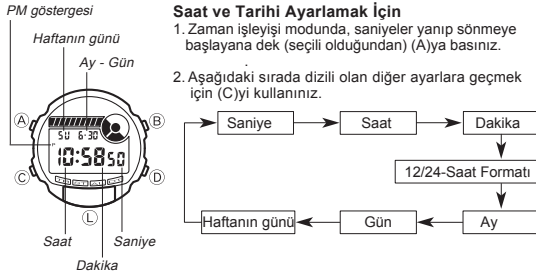 PM göstergesi
Haftanın günü
Ay - Gün
A
B
SU 6-30
P
10:58 50
C
D
L
Saat
Saniye
Dakika
Saat ve Tarihi Ayarlamak İçin
1. Zaman işleyişi modunda, saniyeler yanıp sönmeye
başlayana dek (seçili olduğundan) (A)ya basınız.
.
2. Aşağıdaki sırada dizili olan diğer ayarlara geçmek
için (C)yi kullanınız.
Saniye
Saat
Dakika
12/24-Saat Formatı
Ay
Gün
Haftanın günü